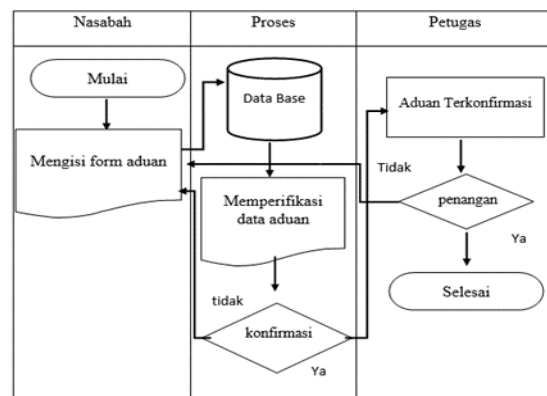 Nasabah
Proses
Petugas
Mulai
Data Base
Aduan Terkonfirmasi
Mengisi form aduan
Tidak
Memperifikasi
data aduan
penangan
Ya
tidak
Selesai
konfirmasi
Ya